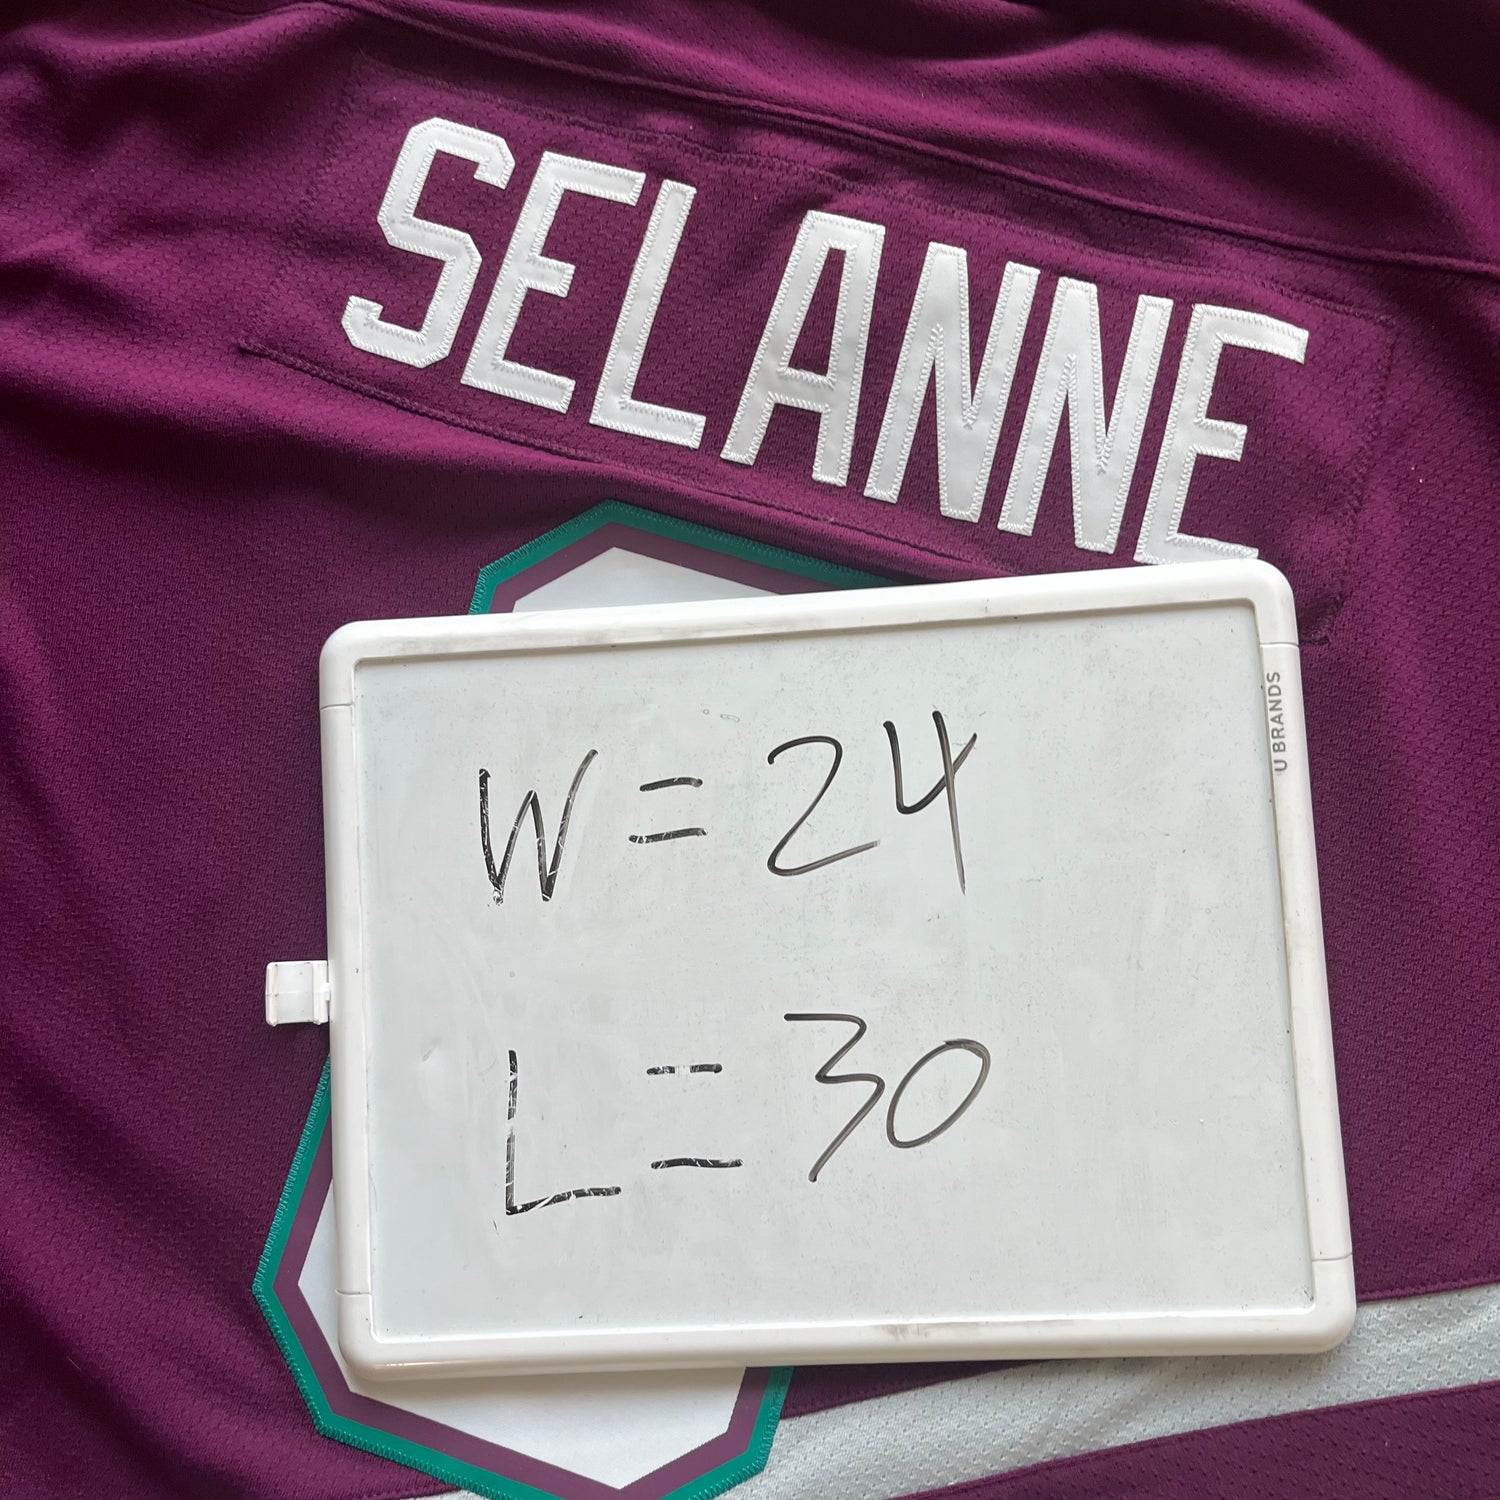 SELANNE
U BRANDS
W = 24
L = 30